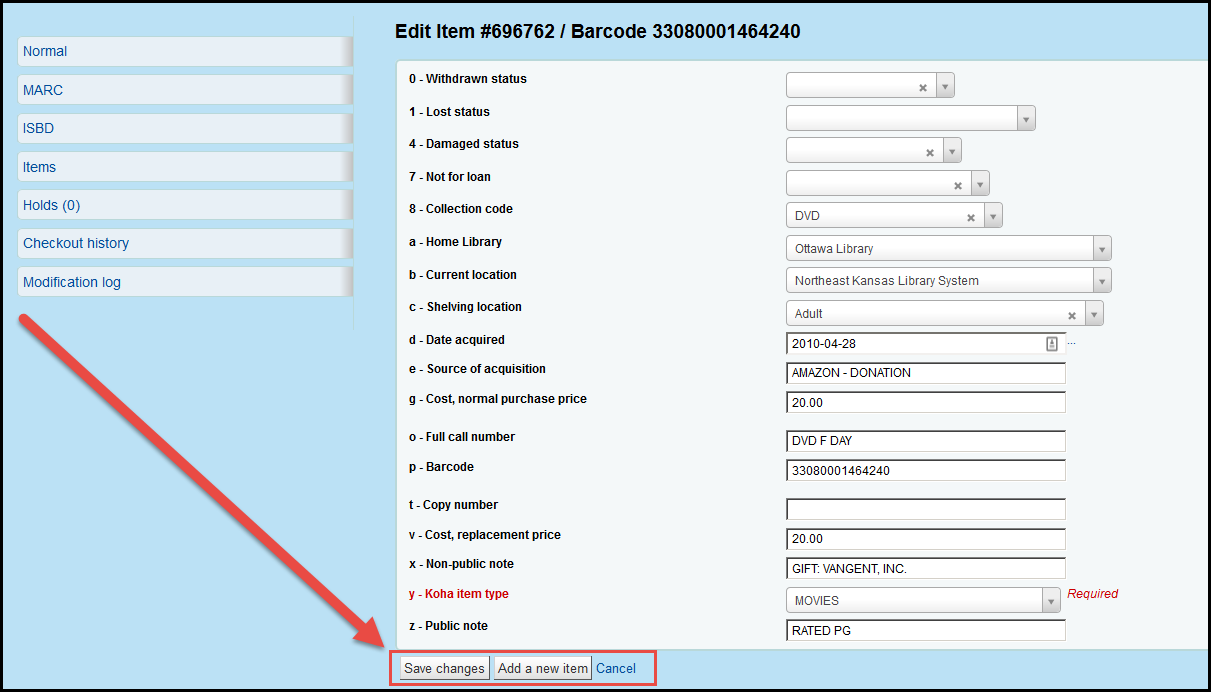 Edit Item #696762 / Barcode 33080001464240
Normal
MARC
ISBD
Items
Holds (0)
Checkout history
Modification log
0 - Withdrawn status
1 - Lost status
4 - Damaged status
7 - Not for loan
8 - Collection code DVD
a - Home Library Ottawa Library
b - Current location Northeast Kansas Library System
c - Shelving location Adult
d - Date acquired 2010-04-28 ...
e - Source of acquisition AMAZON - DONATION
g - Cost, normal purchase price 20.00
o - Full call number DVD F DAY
p - Barcode 33080001464240
t - Copy number
v - Cost, replacement price 20.00
x - Non-public note GIFT: VANGENT, INC.
y - Koha item type MOVIES Required
z - Public note RATED PG
Save changes Add a new item Cancel